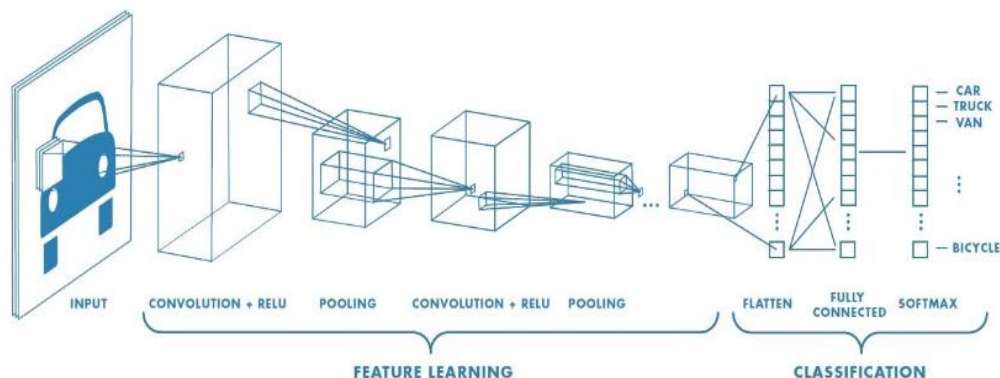 CAR
TRUCK
VAN
BICYCLE
INPUT
CONVOLUTION + RELU
POOLING
CONVOLUTION + RELU
POOLING
FLATTEN
FULLY
CONNECTED
SOFTMAX
FEATURE LEARNING
CLASSIFICATION